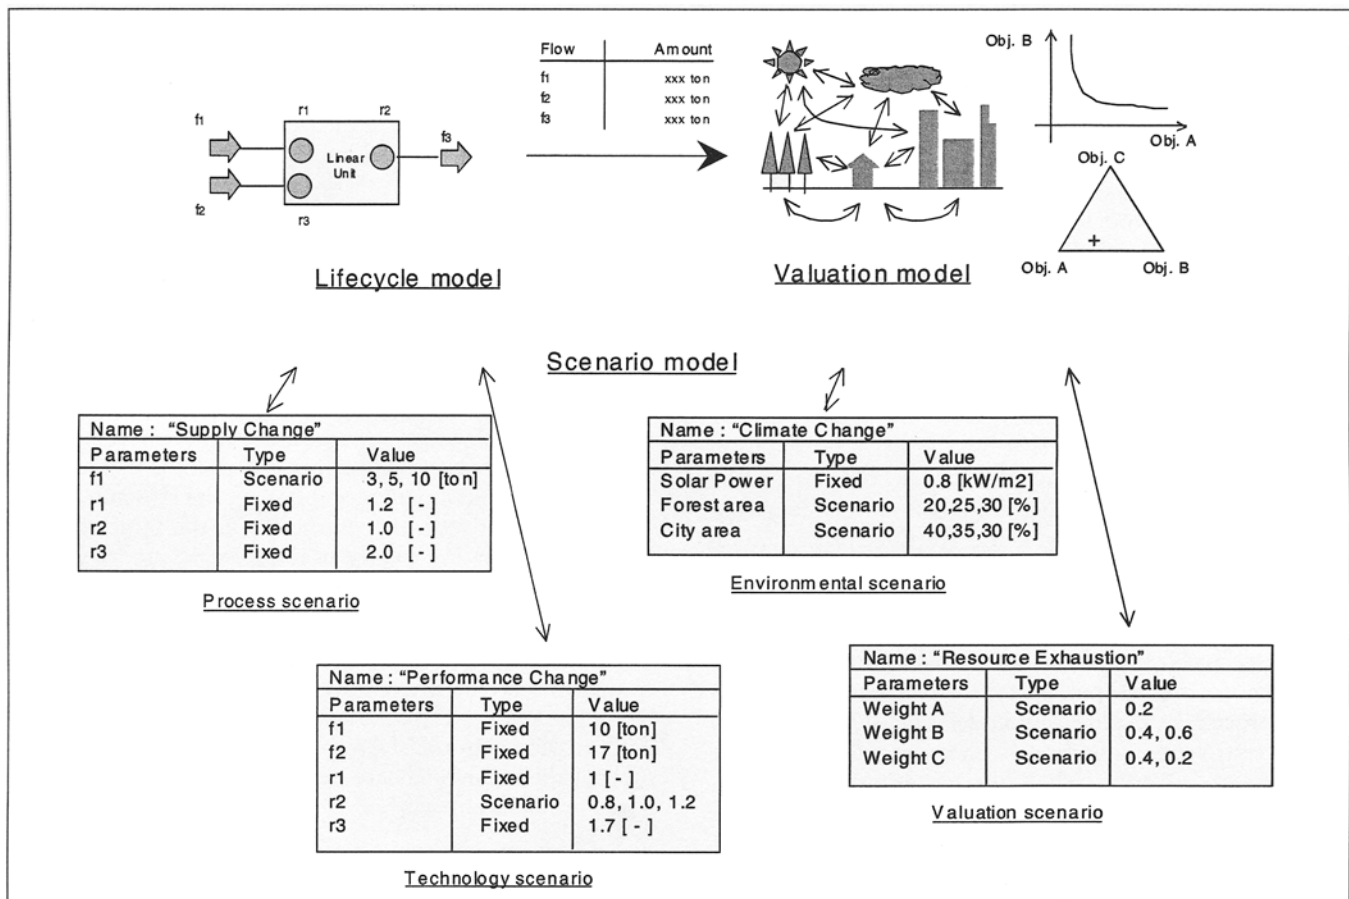 Flow Amount
f1 xxx ton
f2 xxx ton
f3 xxx ton
r1 r2
f1
f3
Linear
Unit
f2
r3
Obj. B
Obj. A
Obj. C
+
Obj. A Obj. B
Lifecycle model
Valuation model
Scenario model
Name : “Supply Change”
Parameters Type Value
f1 Scenario 3, 5, 10 [ton]
r1 Fixed 1.2 [ - ]
r2 Fixed 1.0 [ - ]
r3 Fixed 2.0 [ - ]
Process scenario
Name : “Climate Change”
Parameters Type Value
Solar Power Fixed 0.8 [kW/m2]
Forest area Scenario 20,25,30 [%]
City area Scenario 40,35,30 [%]
Environmental scenario
Name : “Performance Change”
Parameters Type Value
f1 Fixed 10 [ton]
f2 Fixed 17 [ton]
r1 Fixed 1 [ - ]
r2 Scenario 0.8, 1.0, 1.2
r3 Fixed 1.7 [ - ]
Technology scenario
Name : “Resource Exhaustion”
Parameters Type Value
Weight A Scenario 0.2
Weight B Scenario 0.4, 0.6
Weight C Scenario 0.4, 0.2
Valuation scenario